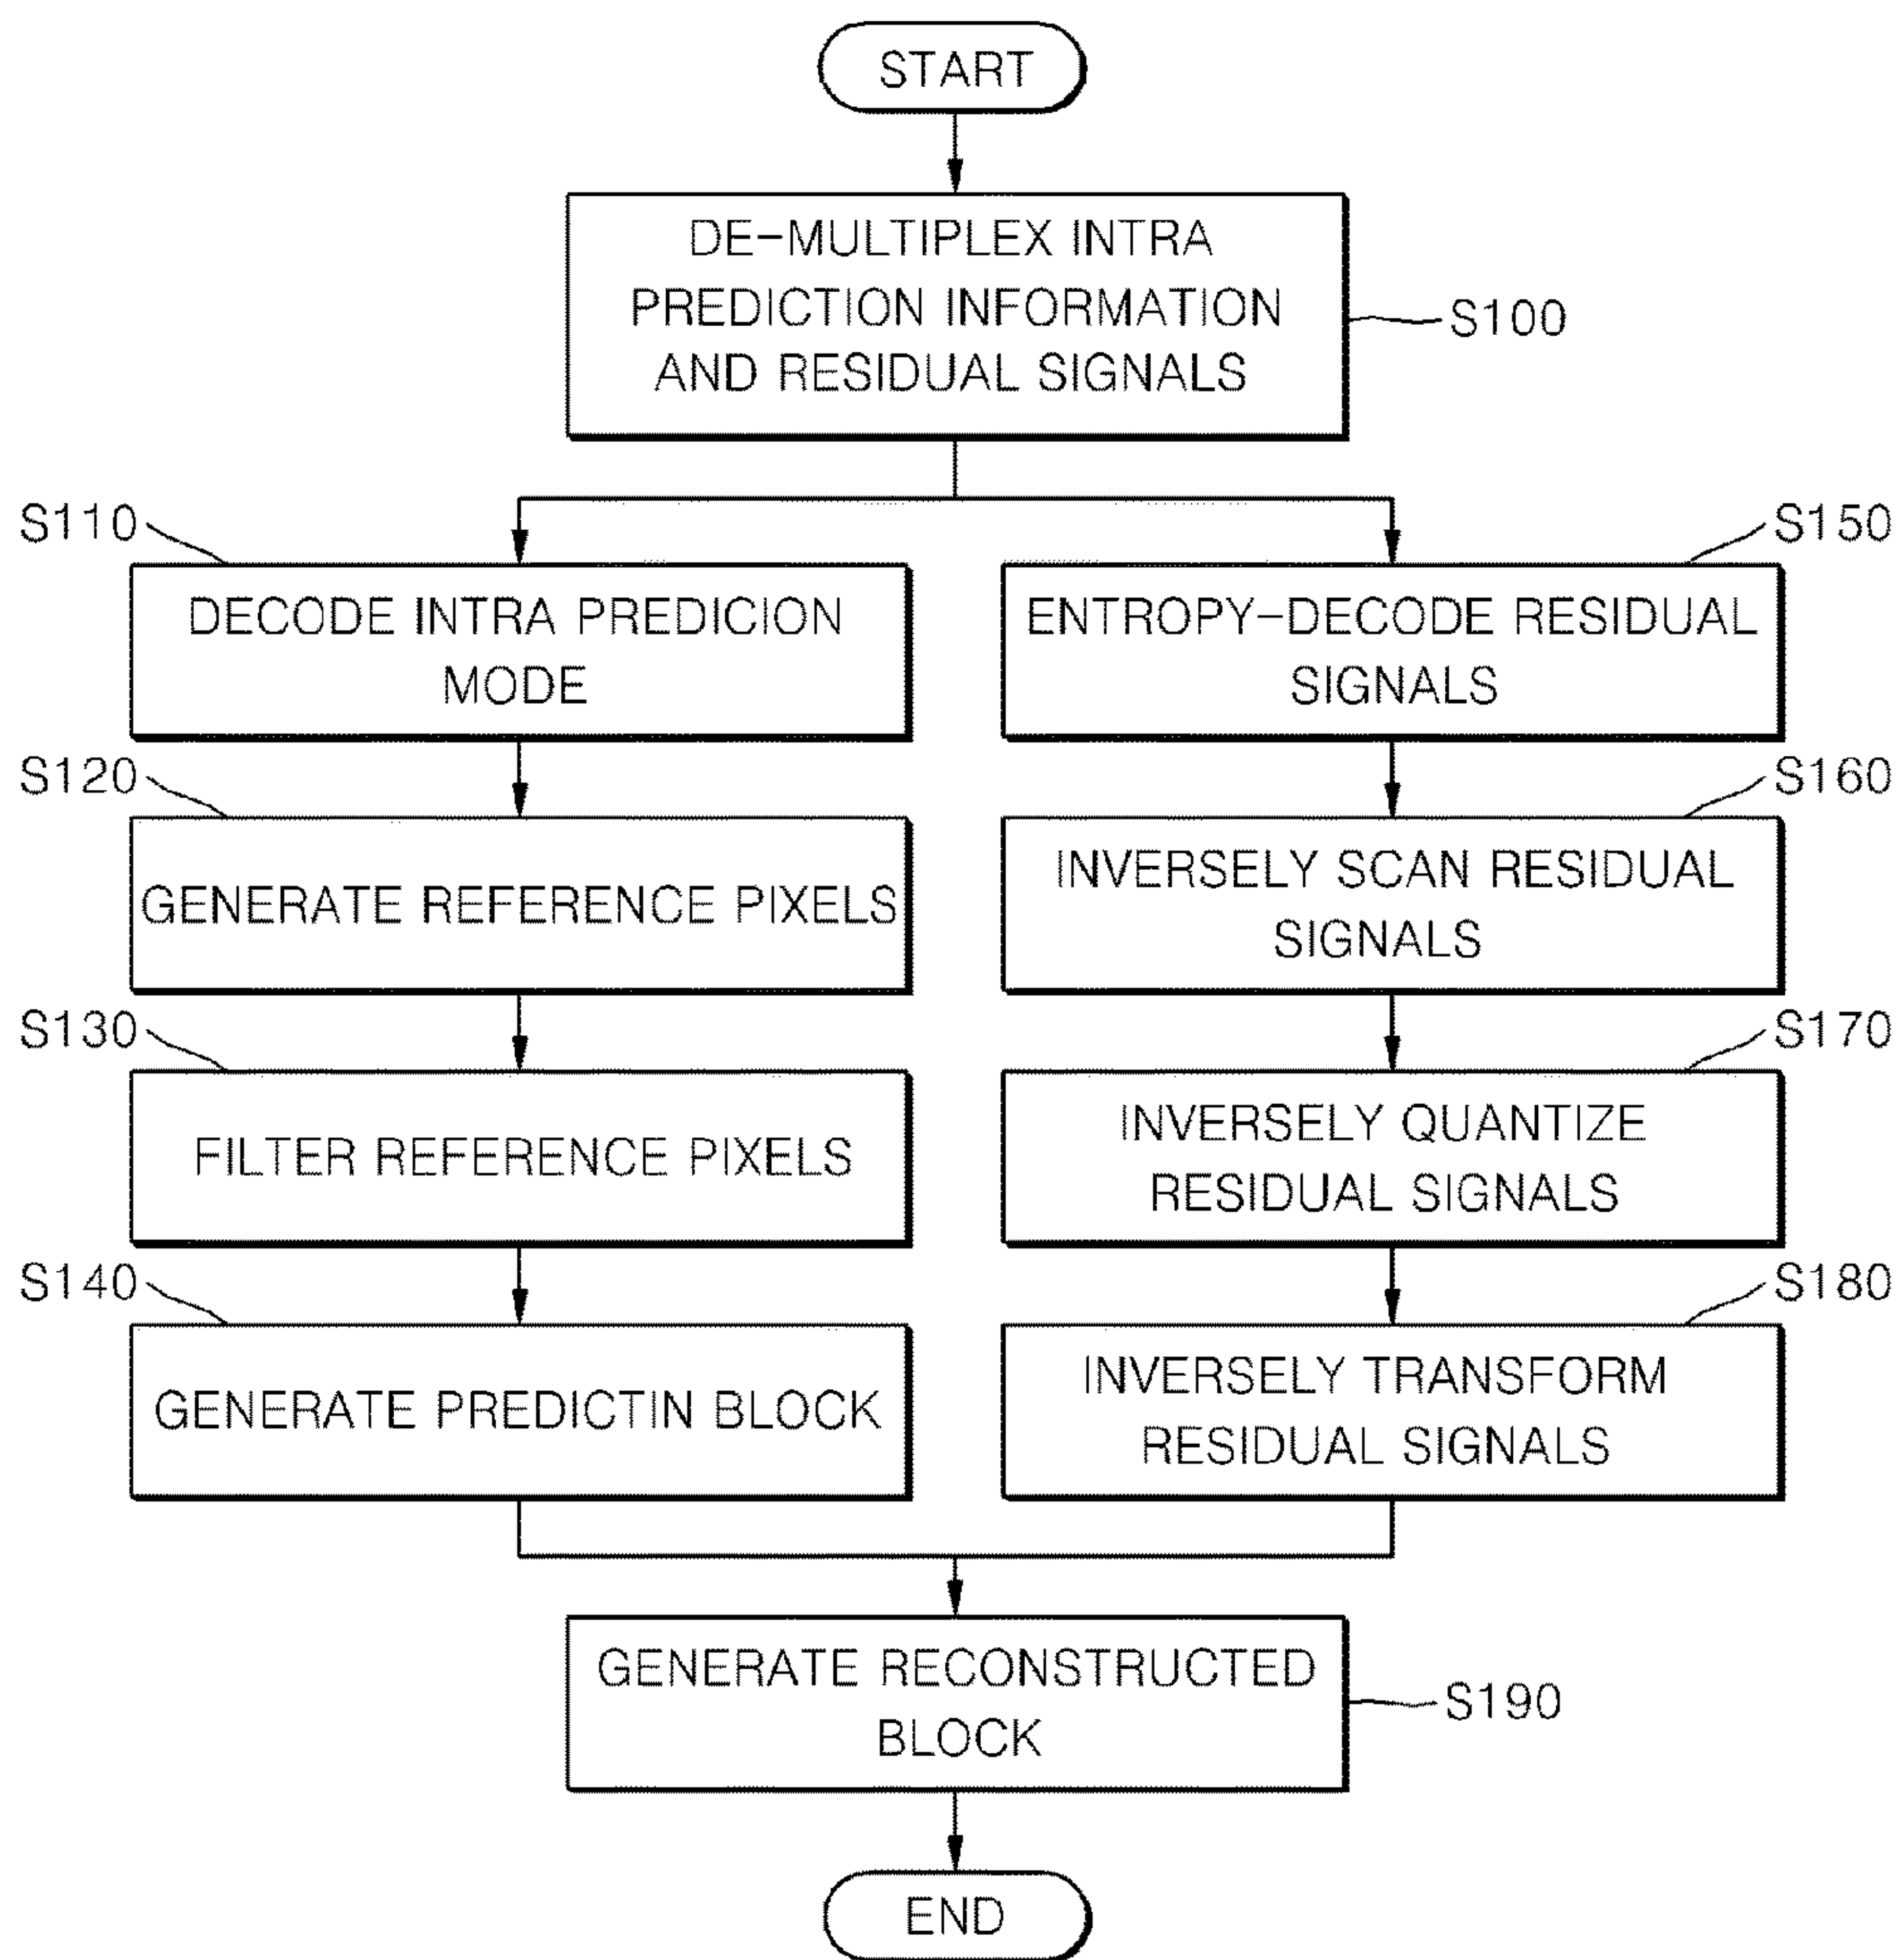 START
DE-MULTIPLEX INTRA
PREDICTION INFORMATION
AND RESIDUAL SIGNALS
S100
S110
DECODE INTRA PREDICION
MODE
S150
ENTROPY-DECODE RESIDUAL
SIGNALS
S120
GENERATE REFERENCE PIXELS
S160
INVERSELY SCAN RESIDUAL
SIGNALS
S130
FILTER REFERENCE PIXELS
S170
INVERSELY QUANTIZE
RESIDUAL SIGNALS
S140
GENERATE PREDICTIN BLOCK
S180
INVERSELY TRANSFORM
RESIDUAL SIGNALS
GENERATE RECONSTRUCTED
BLOCK
S190
END